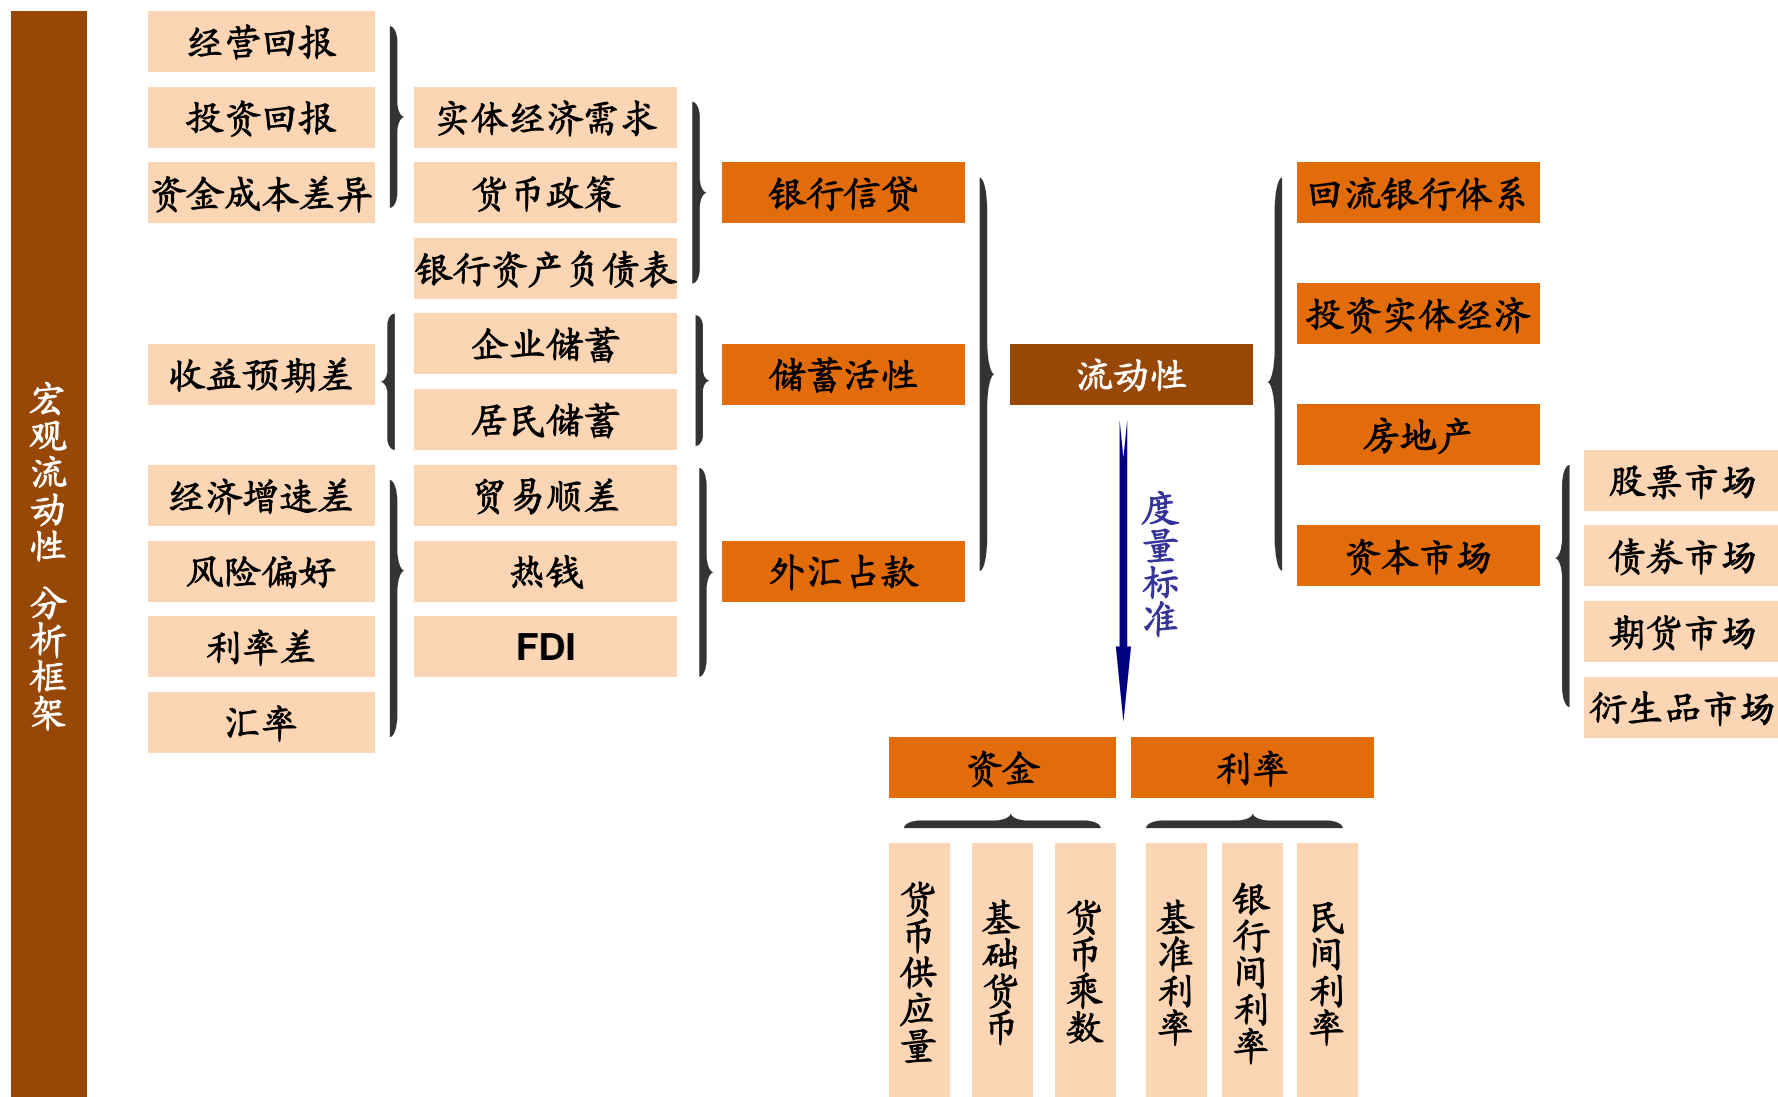 宏观流动性 分析框架
经营回报
投资回报
资金成本差异
收益预期差
经济增速差
风险偏好
利率差
汇率
实体经济需求
货币政策
银行资产负债表
企业储蓄
居民储蓄
贸易顺差
热钱
FDI
银行信贷
储蓄活性
外汇占款
流动性
度量标准
回流银行体系
投资实体经济
房地产
资本市场
股票市场
债券市场
期货市场
衍生品市场
资金
利率
货币供应量
基础货币
货币乘数
基准利率
银行间利率
民间利率